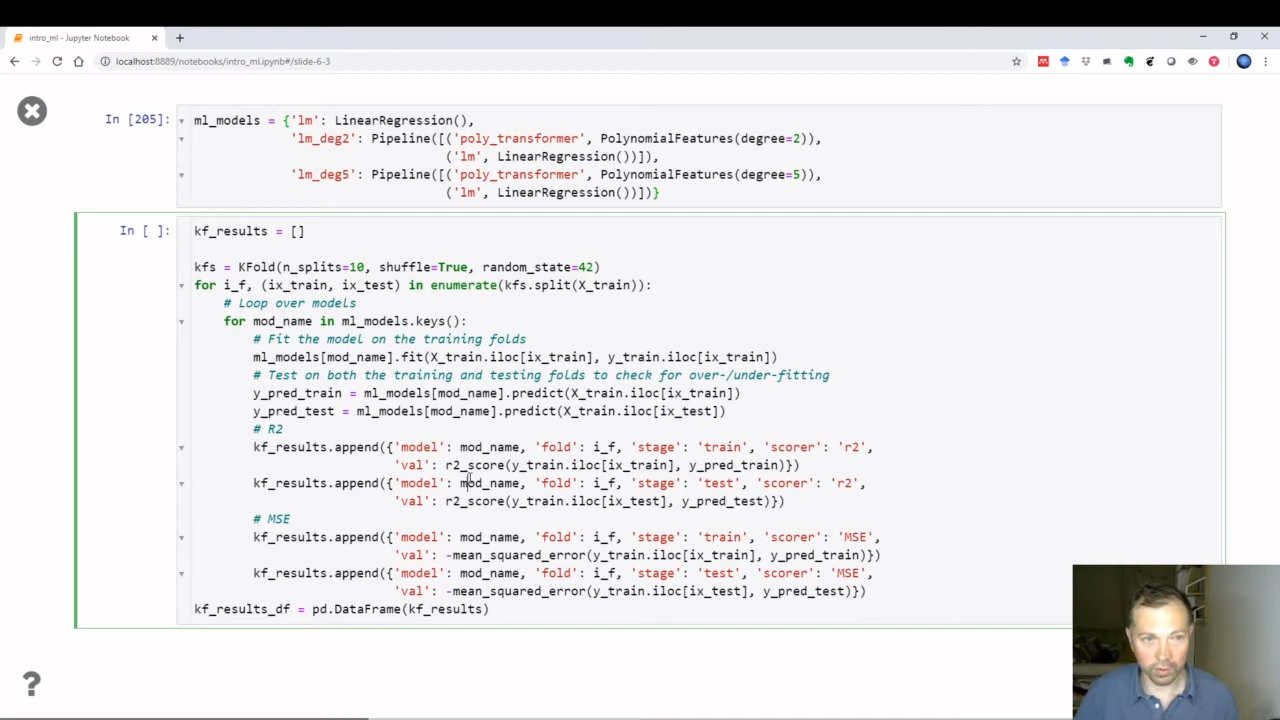 intro_ml - Jupyter Notebook
localhost:8889/notebooks/intro_ml.ipynb#/slide-6-3
In [205]:
ml_models = {'lm': LinearRegression(),
'lm_deg2': Pipeline([('poly_transformer', PolynomialFeatures(degree=2)),
('lm', LinearRegression())]),
'lm_deg5': Pipeline([('poly_transformer', PolynomialFeatures(degree=5)),
('lm', LinearRegression())])}
In [ ]:
kf_results = []
kfs = KFold(n_splits=10, shuffle=True, random_state=42)
for i_f, (ix_train, ix_test) in enumerate(kfs.split(X_train)):
# Loop over models
for mod_name in ml_models.keys():
# Fit the model on the training folds
ml_models[mod_name].fit(X_train.iloc[ix_train], y_train.iloc[ix_train])
# Test on both the training and testing folds to check for over-/under-fitting
y_pred_train = ml_models[mod_name].predict(X_train.iloc[ix_train])
y_pred_test = ml_models[mod_name].predict(X_train.iloc[ix_test])
# R2
kf_results.append({'model': mod_name, 'fold': i_f, 'stage': 'train', 'scorer': 'r2',
'val': r2_score(y_train.iloc[ix_train], y_pred_train)})
kf_results.append({'model': mod_name, 'fold': i_f, 'stage': 'test', 'scorer': 'r2',
'val': r2_score(y_train.iloc[ix_test], y_pred_test)})
# MSE
kf_results.append({'model': mod_name, 'fold': i_f, 'stage': 'train', 'scorer': 'MSE',
'val': -mean_squared_error(y_train.iloc[ix_train], y_pred_train)})
kf_results.append({'model': mod_name, 'fold': i_f, 'stage': 'test', 'scorer': 'MSE',
'val': -mean_squared_error(y_train.iloc[ix_test], y_pred_test)})
kf_results_df = pd.DataFrame(kf_results)
?